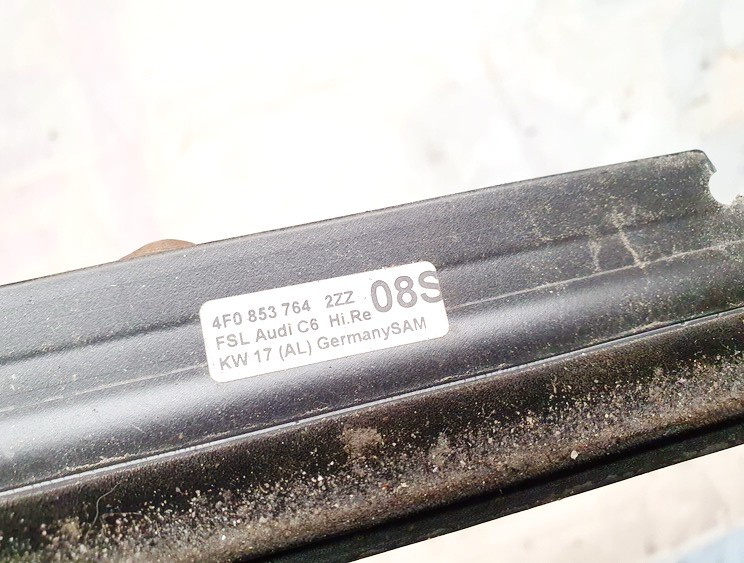 4F0 853 764 2ZZ 08S
FSL Audi C6 Hi.Re
KW 17 (AL) GermanySAM